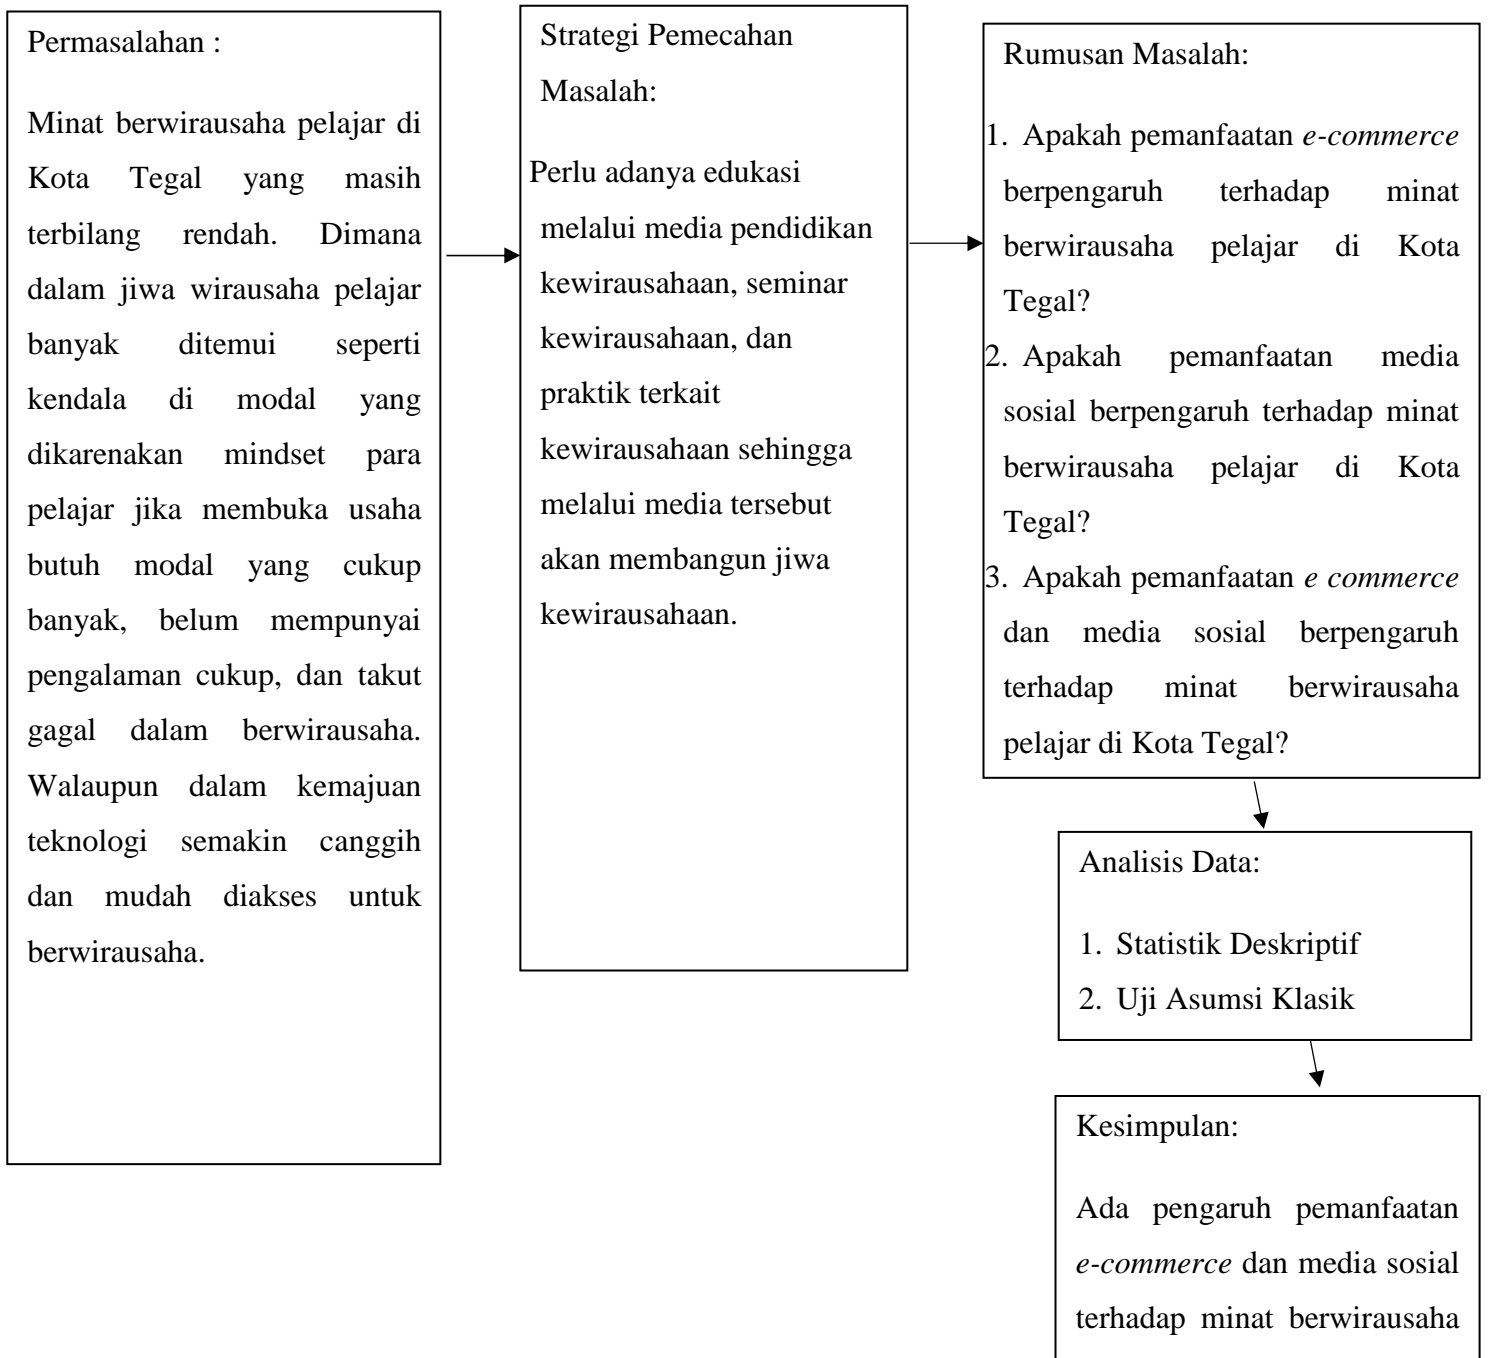 Permasalahan :
Minat berwirausaha pelajar di
Kota Tegal yang masih
terbilang rendah. Dimana
dalam jiwa wirausaha pelajar
banyak ditemui seperti
kendala di modal yang
dikarenakan mindset para
pelajar jika membuka usaha
butuh modal yang cukup
banyak, belum mempunyai
pengalaman cukup, dan takut
gagal dalam berwirausaha.
Walaupun dalam kemajuan
teknologi semakin canggih
dan mudah diakses untuk
berwirausaha.
Strategi Pemecahan
Masalah:
Perlu adanya edukasi
melalui media pendidikan
kewirausahaan, seminar
kewirausahaan, dan
praktik terkait
kewirausahaan sehingga
melalui media tersebut
akan membangun jiwa
kewirausahaan.
Rumusan Masalah:
1. Apakah pemanfaatan e-commerce
berpengaruh terhadap minat
berwirausaha pelajar di Kota
Tegal?
2. Apakah pemanfaatan media
sosial berpengaruh terhadap minat
berwirausaha pelajar di Kota
Tegal?
3. Apakah pemanfaatan e commerce
dan media sosial berpengaruh
terhadap minat berwirausaha
pelajar di Kota Tegal?
Analisis Data:
1. Statistik Deskriptif
2. Uji Asumsi Klasik
Kesimpulan:
Ada pengaruh pemanfaatan
e-commerce dan media sosial
terhadap minat berwirausaha